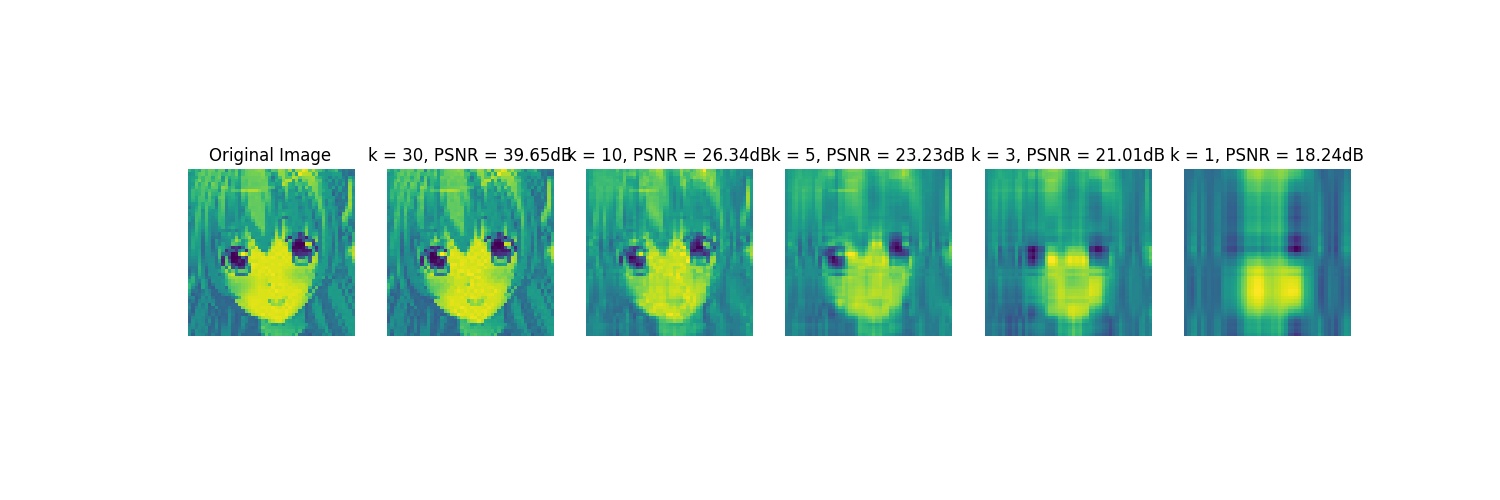 Original Image
k = 30, PSNR = 39.65dB
k = 10, PSNR = 26.34dB
k = 5, PSNR = 23.23dB
k = 3, PSNR = 21.01dB
k = 1, PSNR = 18.24dB